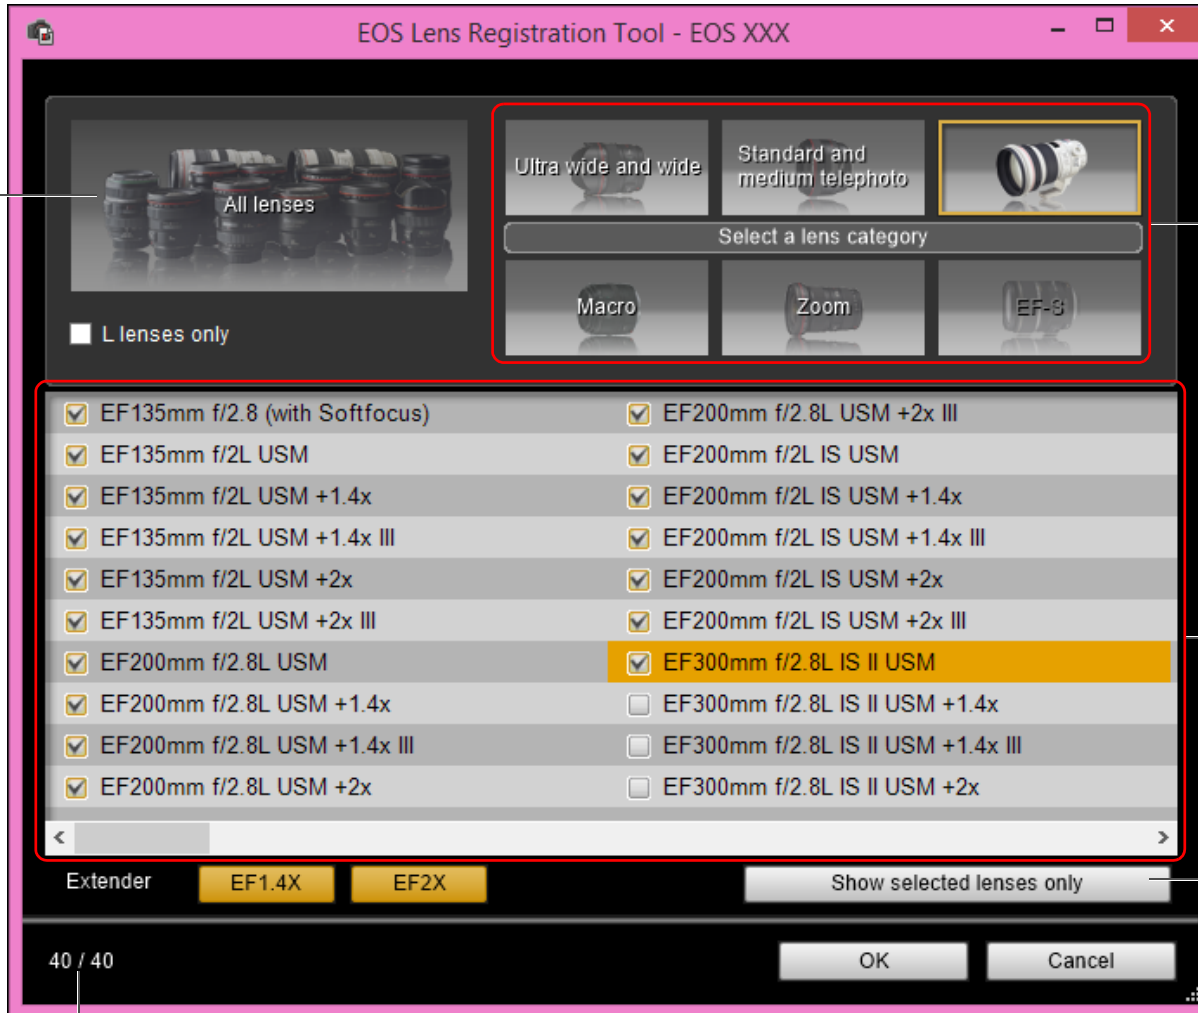 EOS Lens Registration Tool - EOS XXX
All lenses
L lenses only
Ultra wide and wide
Standard and
medium telephoto
Select a lens category
Macro
Zoom
EF-S
EF135mm f/2.8 (with Softfocus)
EF135mm f/2L USM
EF135mm f/2L USM +1.4x
EF135mm f/2L USM +1.4x III
EF135mm f/2L USM +2x
EF135mm f/2L USM +2x III
EF200mm f/2.8L USM
EF200mm f/2.8L USM +1.4x
EF200mm f/2.8L USM +1.4x III
EF200mm f/2.8L USM +2x
EF200mm f/2.8L USM +2x III
EF200mm f/2L IS USM
EF200mm f/2L IS USM +1.4x
EF200mm f/2L IS USM +1.4x III
EF200mm f/2L IS USM +2x
EF200mm f/2L IS USM +2x III
EF300mm f/2.8L IS II USM
EF300mm f/2.8L IS II USM +1.4x
EF300mm f/2.8L IS II USM +1.4x III
EF300mm f/2.8L IS II USM +2x
Extender
EF1.4X
EF2X
Show selected lenses only
40 / 40
OK
Cancel